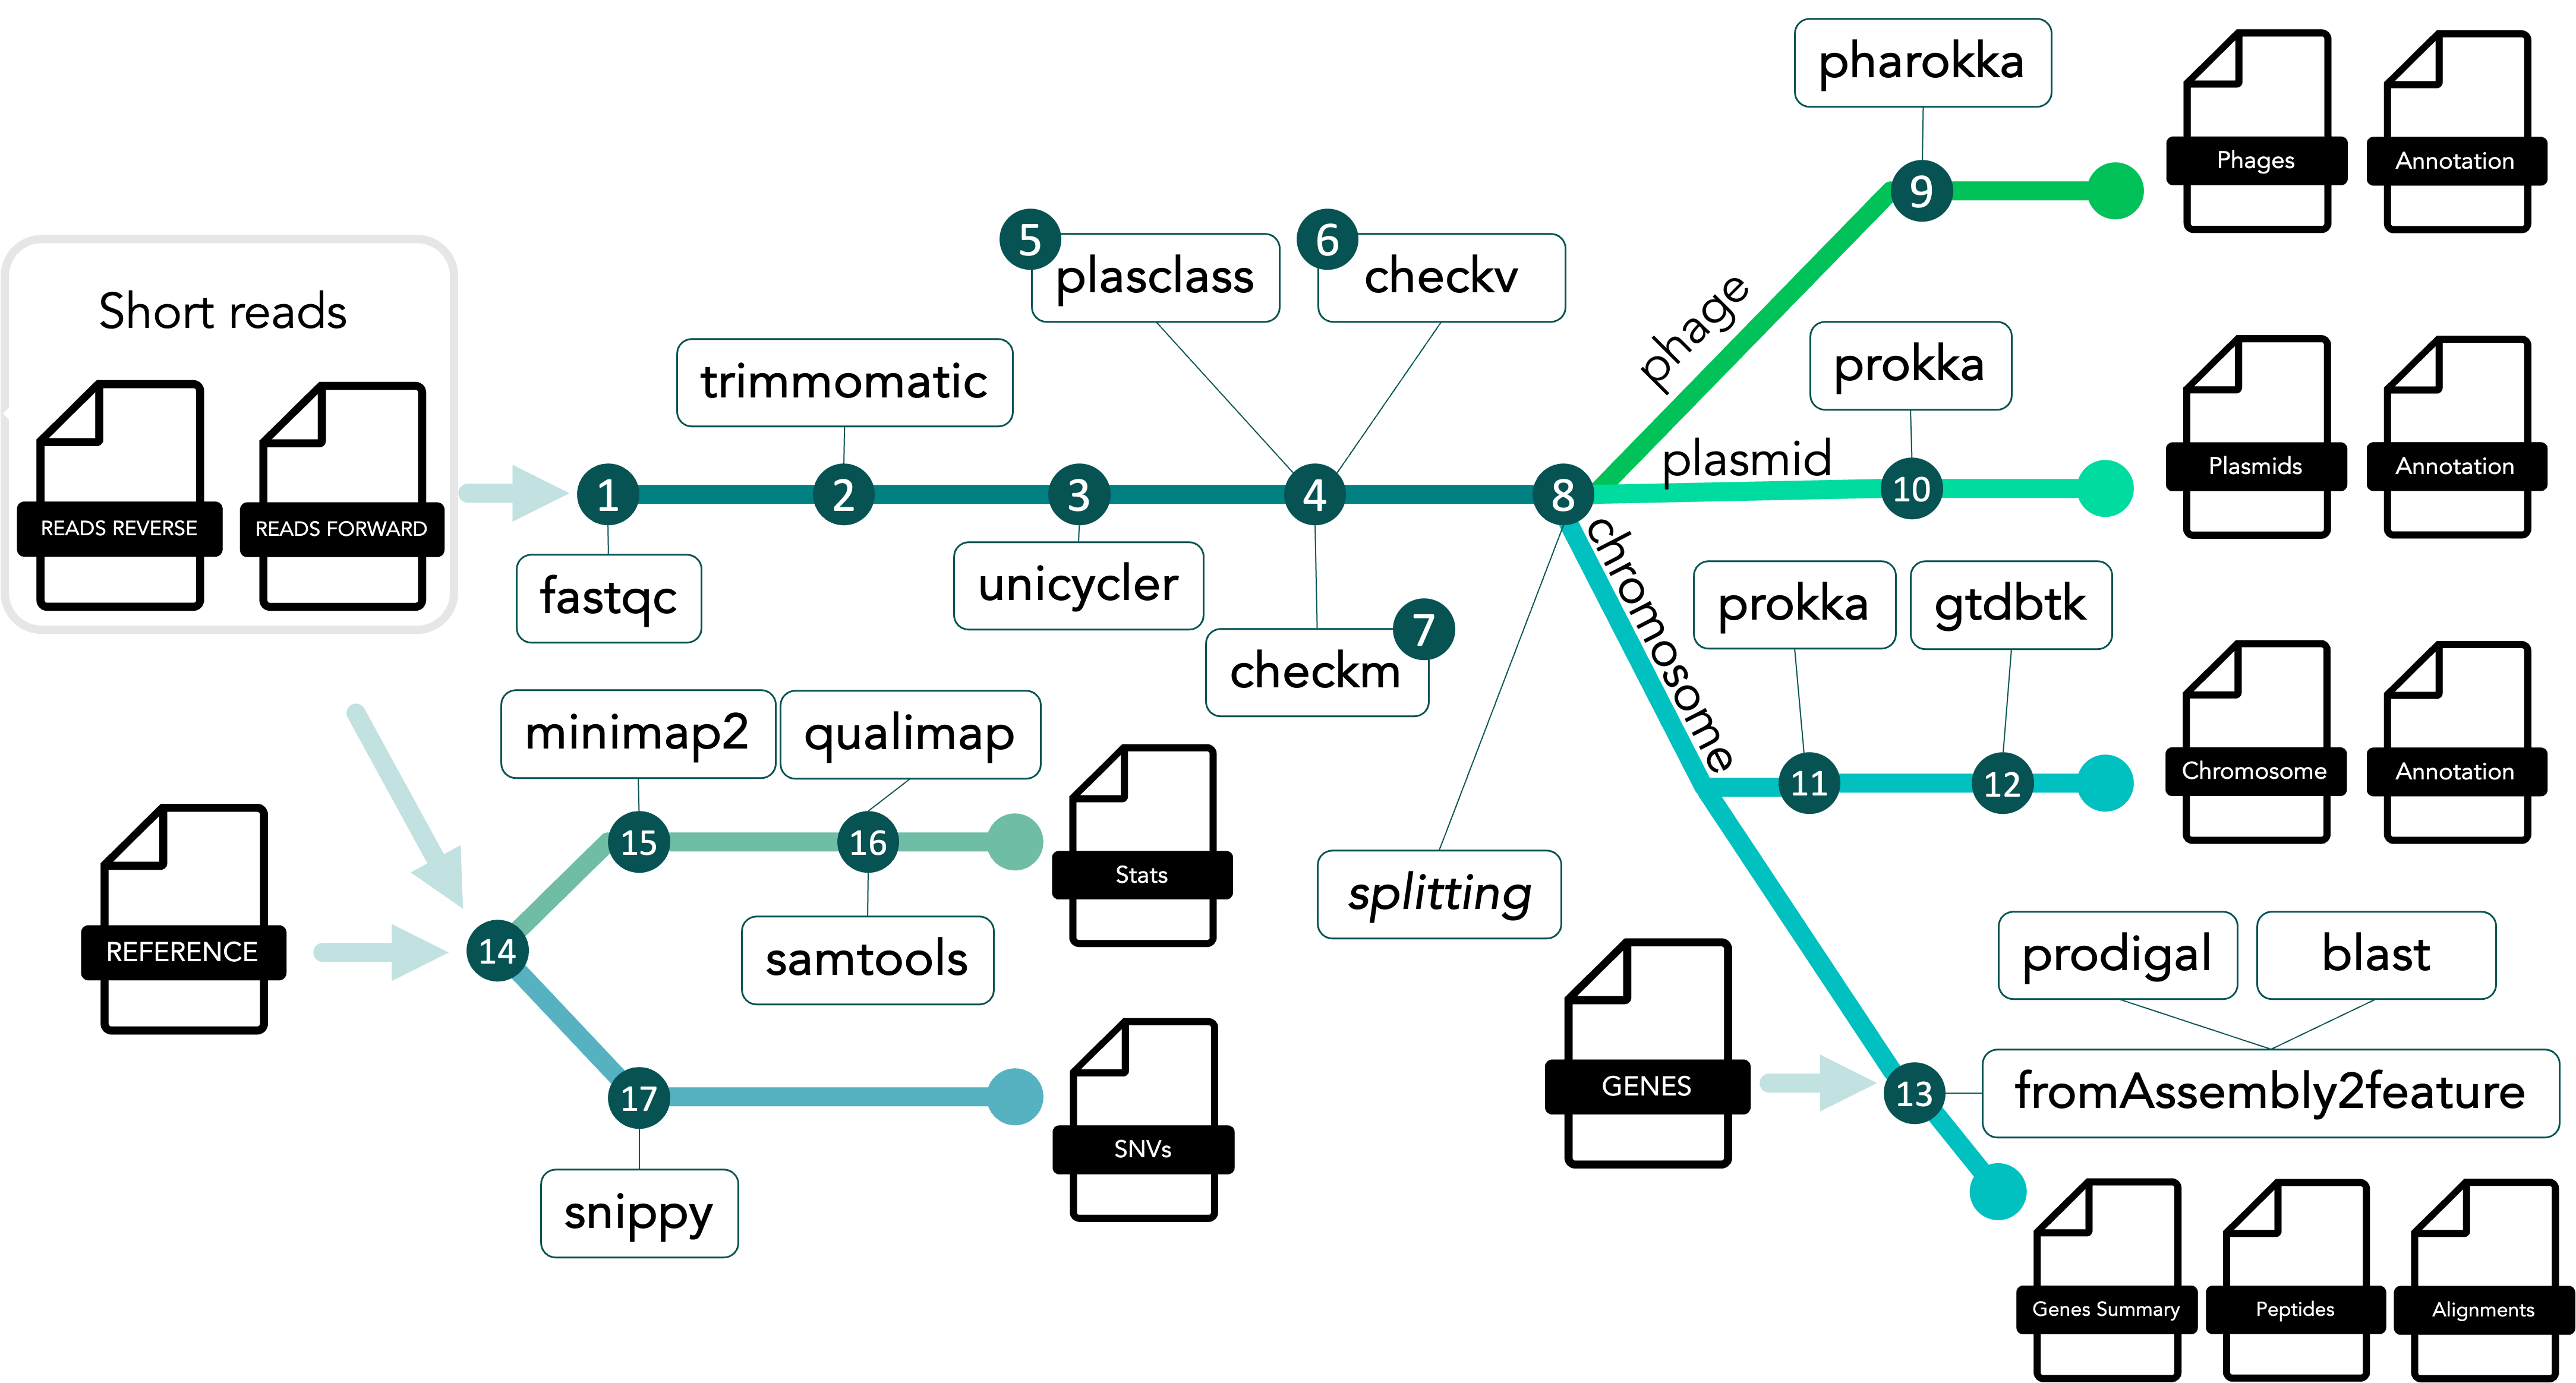 pharokka
9
Phages
Annotation
5
plasclass
6
checkv
phage
Short reads
READS REVERSE
READS FORWARD
trimmomatic
prokka
plasmid
Plasmids
Annotation
1
2
3
4
8
10
fastqc
unicycler
checkm
7
chromosome
prokka
gtdbtk
11
12
Chromosome
Annotation
minimap2
qualimap
15
16
Stats
samtools
splitting
REFERENCE
14
17
SNVs
snippy
GENES
prodigal
blast
13
fromAssembly2feature
Genes Summary
Peptides
Alignments